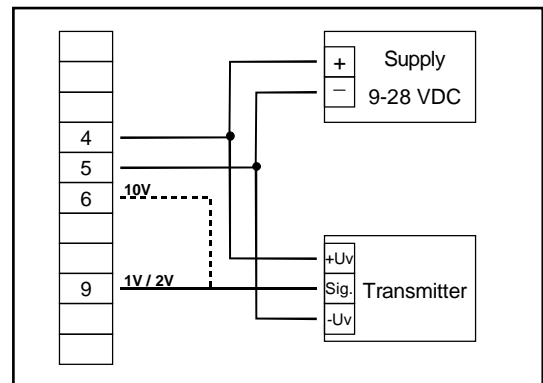 + Supply
– 9-28 VDC
4
5
6 10V
9 1V / 2V
+Uv
Sig. Transmitter
-Uv